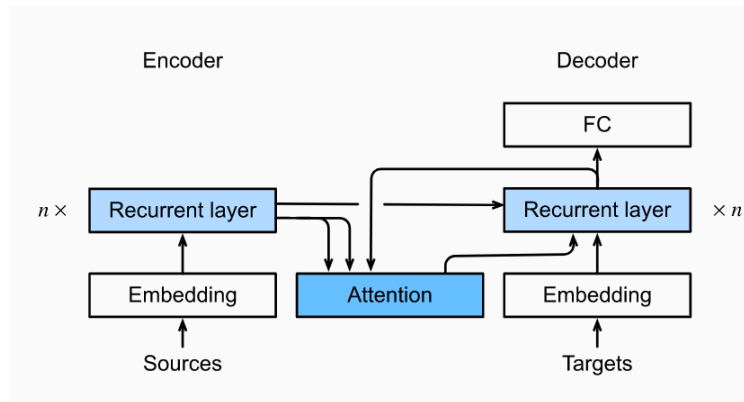 Encoder
Decoder
FC
n ×
Recurrent layer
Recurrent layer
× n
Embedding
Attention
Embedding
Sources
Targets